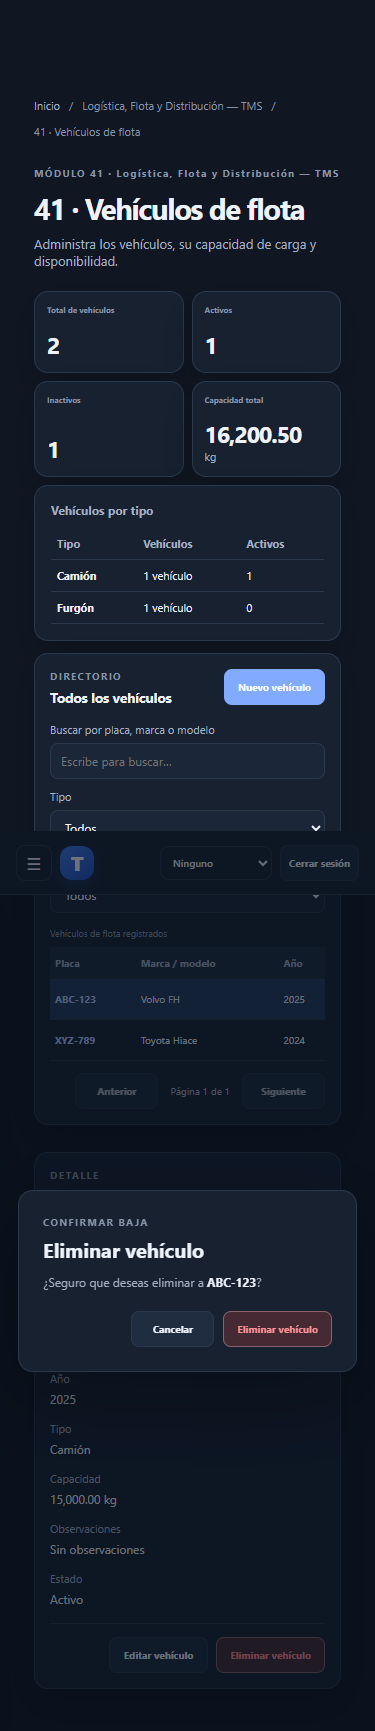 Inicio / Logística, Flota y Distribución — TMS /
41 · Vehículos de flota
MÓDULO 41 · Logística, Flota y Distribución — TMS
41 · Vehículos de flota
Administra los vehículos, su capacidad de carga y
disponibilidad.
Total de vehículos
2
Activos
1
Inactivos
1
Capacidad total
16,200.50
kg
Vehículos por tipo
Tipo Vehículos Activos
Camión 1 vehículo 1
Furgón 1 vehículo 0
DIRECTORIO
Todos los vehículos
Nuevo vehículo
Buscar por placa, marca o modelo
Escribe para buscar...
Tipo
Todos
☰ T Ninguno Cerrar sesión
Todos
Vehículos de flota registrados
Placa Marca / modelo Año
ABC-123 Volvo FH 2025
XYZ-789 Toyota Hiace 2024
Anterior Página 1 de 1 Siguiente
DETALLE
CONFIRMAR BAJA
Eliminar vehículo
¿Seguro que deseas eliminar a ABC-123?
Cancelar Eliminar vehículo
Año
2025
Tipo
Camión
Capacidad
15,000.00 kg
Observaciones
Sin observaciones
Estado
Activo
Editar vehículo Eliminar vehículo